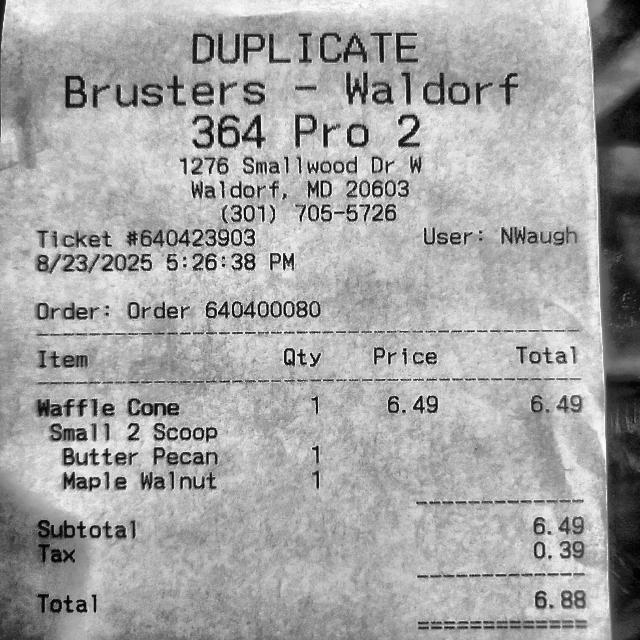 DUPLICATE
Brusters - Waldorf
364 Pro 2
1276 Smallwood Dr W
Waldorf, MD 20603
(301) 705-5726
Ticket #640423903 User: NWaugh
8/23/2025 5:26:38 PM
Order: Order 640400080
Item Qty Price Total
Waffle Cone 1 6.49 6.49
Small 2 Scoop
Butter Pecan 1
Maple Walnut 1
Subtotal 6.49
Tax 0.39
Total 6.88